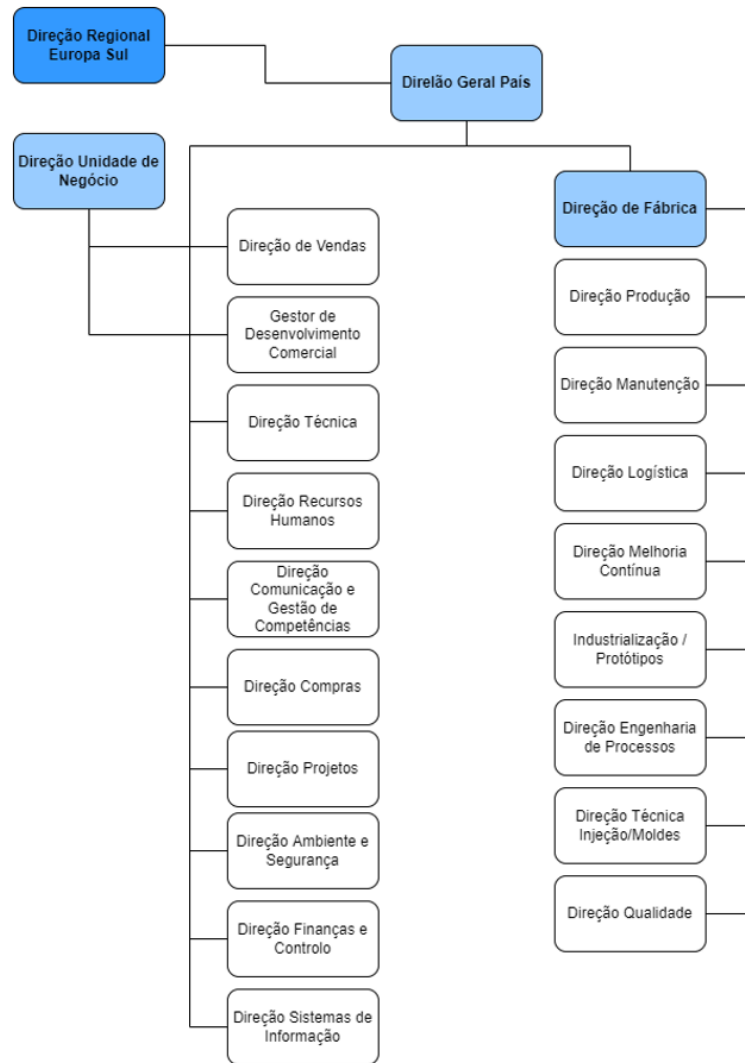 Direção Regional
Europa Sul
Direlão Geral País
Direção Unidade de
Negócio
Direção de Vendas
Gestor de
Desenvolvimento
Comercial
Direção Técnica
Direção Recursos
Humanos
Direção
Comunicação e
Gestão de
Competências
Direção Compras
Direção Projetos
Direção Ambiente e
Segurança
Direção Finanças e
Controlo
Direção Sistemas de
Informação
Direção de Fábrica
Direção Produção
Direção Manutenção
Direção Logística
Direção Melhoria
Contínua
Industrialização /
Protótipos
Direção Engenharia
de Processos
Direção Técnica
Injeção/Moldes
Direção Qualidade